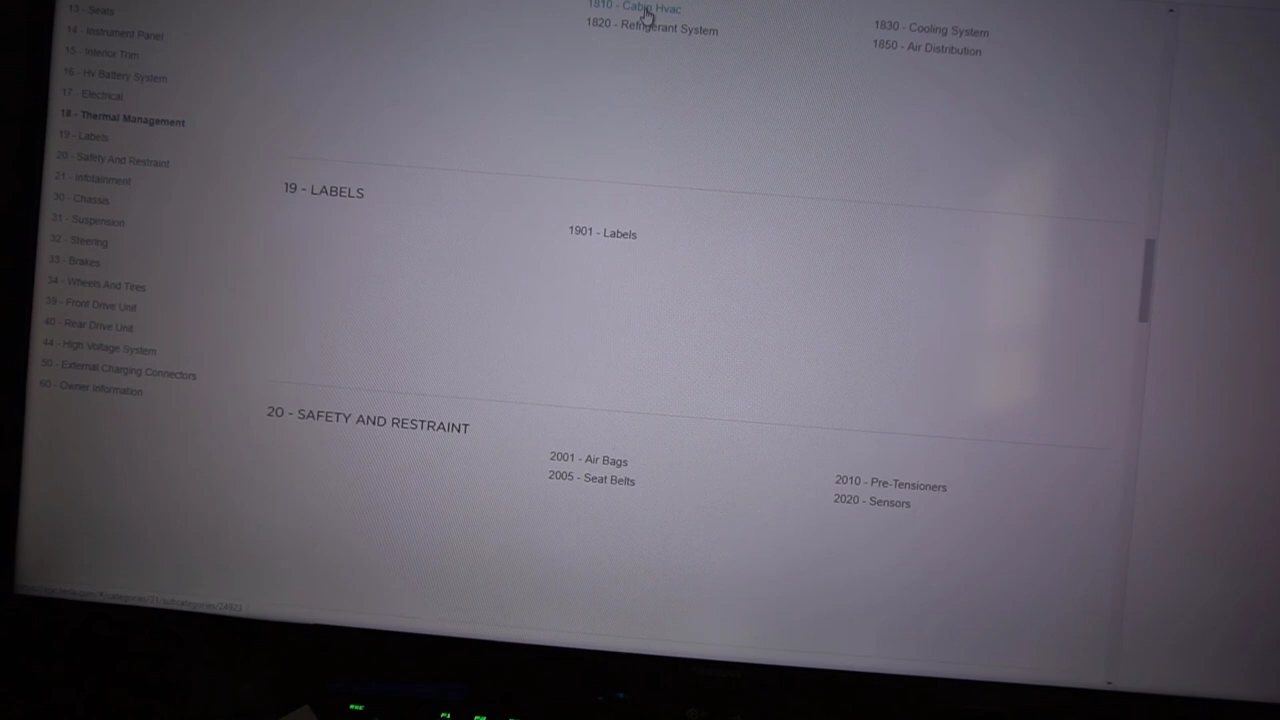 13 - Seats
14 - Instrument Panel
15 - Interior Trim
16 - Hv Battery System
17 - Electrical
18 - Thermal Management
19 - Labels
20 - Safety And Restraint
21 - Infotainment
30 - Chassis
31 - Suspension
32 - Steering
33 - Brakes
34 - Wheels And Tires
39 - Front Drive Unit
40 - Rear Drive Unit
44 - High Voltage System
50 - External Charging Connectors
60 - Owner Information
1810 - Cabin Hvac
1820 - Refrigerant System
1830 - Cooling System
1850 - Air Distribution
19 - LABELS
1901 - Labels
20 - SAFETY AND RESTRAINT
2001 - Air Bags
2005 - Seat Belts
2010 - Pre-Tensioners
2020 - Sensors